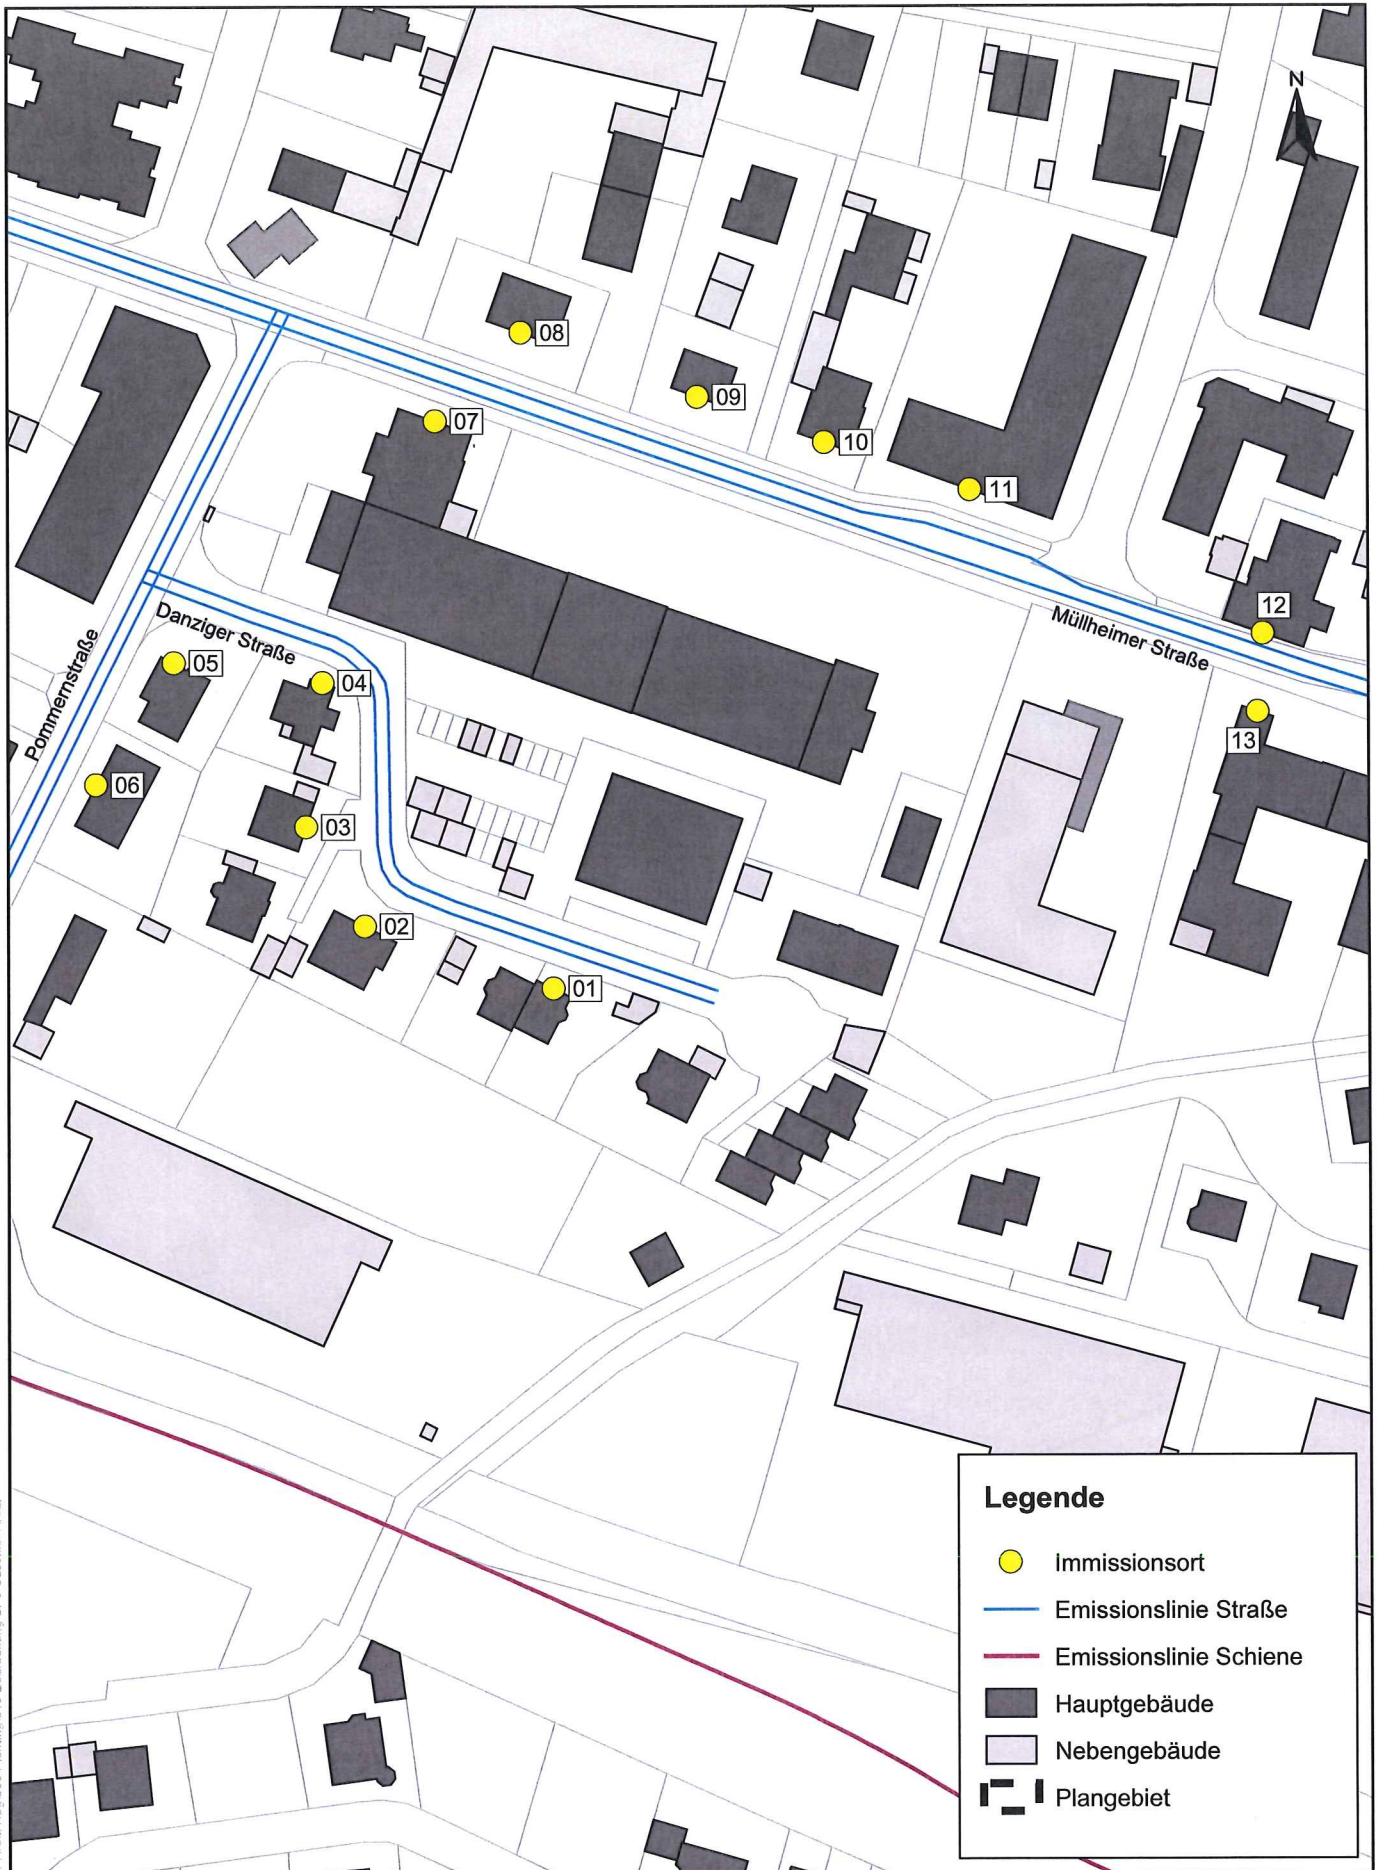 N
08
07
09
10
11
12
Müllheimer Straße
Danziger Straße
Pommernstraße
05
04
06
03
13
02
01
Legende
Immissionsort
Emissionslinie Straße
Emissionslinie Schiene
Hauptgebäude
Nebengebäude
Plangebiet